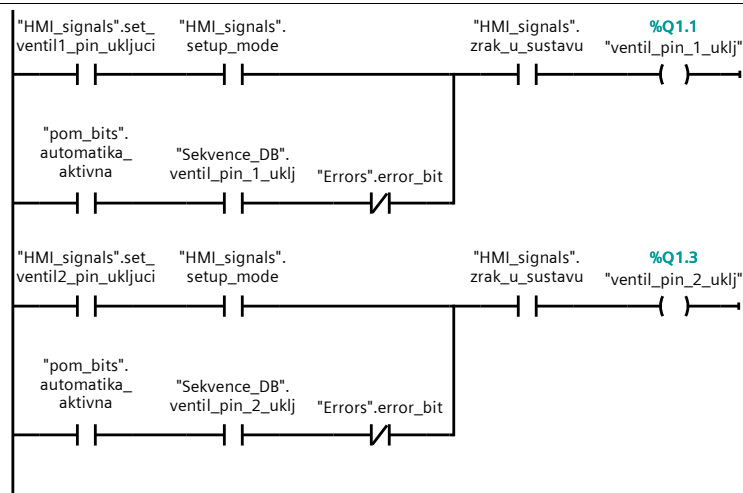 "HMI_signals".set_
ventil1_pin_ukljuci
"HMI_signals".
setup_mode
"HMI_signals".
zrak_u_sustavu
%Q1.1
"ventil_pin_1_uklj"
"pom_bits".
automatika_
aktivna
"Sekvence_DB".
ventil_pin_1_uklj
"Errors".error_bit
"HMI_signals".set_
ventil2_pin_ukljuci
"HMI_signals".
setup_mode
"HMI_signals".
zrak_u_sustavu
%Q1.3
"ventil_pin_2_uklj"
"pom_bits".
automatika_
aktivna
"Sekvence_DB".
ventil_pin_2_uklj
"Errors".error_bit